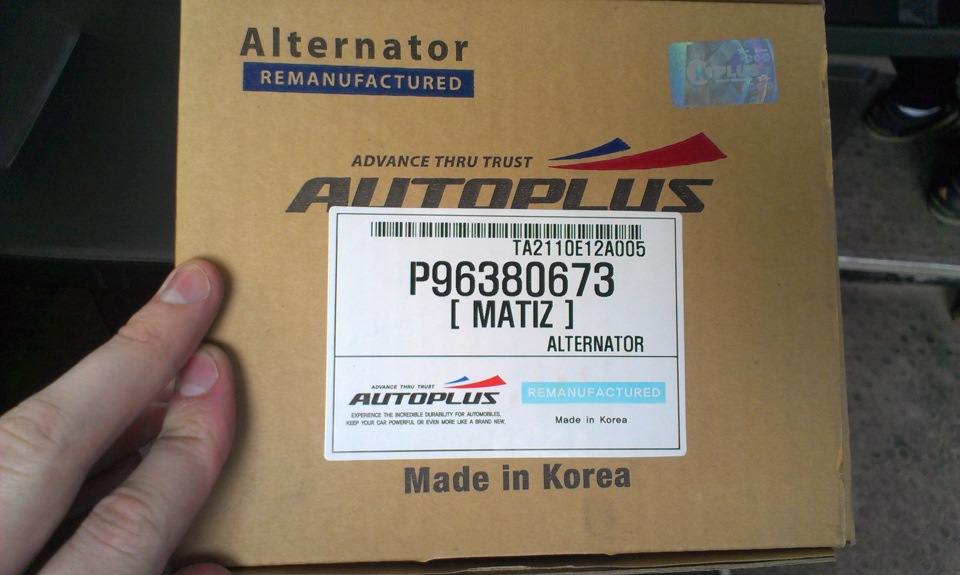 Alternator
REMANUFACTURED
PLUS
ADVANCE THRU TRUST
AUTOPLUS
TA2110E12A005
P96380673
[ MATIZ ]
ALTERNATOR
ADVANCE THRU TRUST
AUTOPLUS
EXPERIENCE THE INCREDIBLE DURABILITY FOR AUTOMOBILES,
KEEP YOUR CAR POWERFUL OR EVEN MORE LIKE A BRAND NEW.
REMANUFACTURED
Made in Korea
Made in Korea